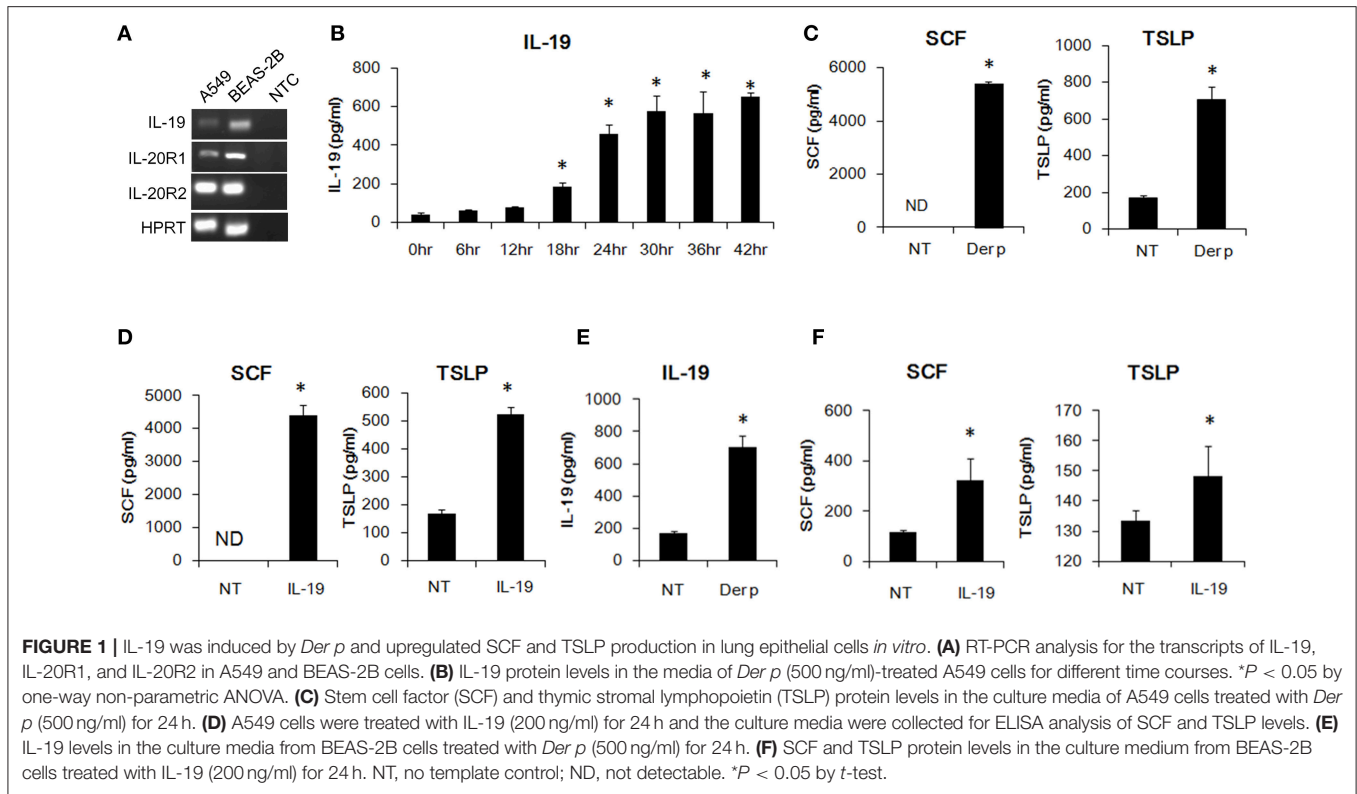 A
A549
BEAS-2B
NTC
IL-19
IL-20R1
IL-20R2
HPRT
B
IL-19
IL-19 (pg/ml)
800
600
400
200
0
* * * * *
0hr 6hr 12hr 18hr 24hr 30hr 36hr 42hr
C
SCF
SCF (pg/ml)
6000
4000
2000
0
ND
*
NT Der p
TSLP
TSLP (pg/ml)
1000
800
600
400
200
0
*
NT Der p
D
SCF
SCF (pg/ml)
5000
4000
3000
2000
1000
0
ND
*
NT IL-19
TSLP
TSLP (pg/ml)
600
500
400
300
200
100
0
*
NT IL-19
E
IL-19
IL-19 (pg/ml)
1000
800
600
400
200
0
*
NT Der p
F
SCF
SCF (pg/ml)
600
400
200
0
*
NT IL-19
TSLP
TSLP (pg/ml)
170
160
150
140
130
120
*
NT IL-19
FIGURE 1 | IL-19 was induced by Der p and upregulated SCF and TSLP production in lung epithelial cells in vitro. (A) RT-PCR analysis for the transcripts of IL-19,
IL-20R1, and IL-20R2 in A549 and BEAS-2B cells. (B) IL-19 protein levels in the media of Der p (500 ng/ml)-treated A549 cells for different time courses. *P < 0.05 by
one-way non-parametric ANOVA. (C) Stem cell factor (SCF) and thymic stromal lymphopoietin (TSLP) protein levels in the culture media of A549 cells treated with Der
p (500 ng/ml) for 24 h. (D) A549 cells were treated with IL-19 (200 ng/ml) for 24 h and the culture media were collected for ELISA analysis of SCF and TSLP levels. (E)
IL-19 levels in the culture media from BEAS-2B cells treated with Der p (500 ng/ml) for 24 h. (F) SCF and TSLP protein levels in the culture medium from BEAS-2B
cells treated with IL-19 (200 ng/ml) for 24 h. NT, no template control; ND, not detectable. *P < 0.05 by t-test.